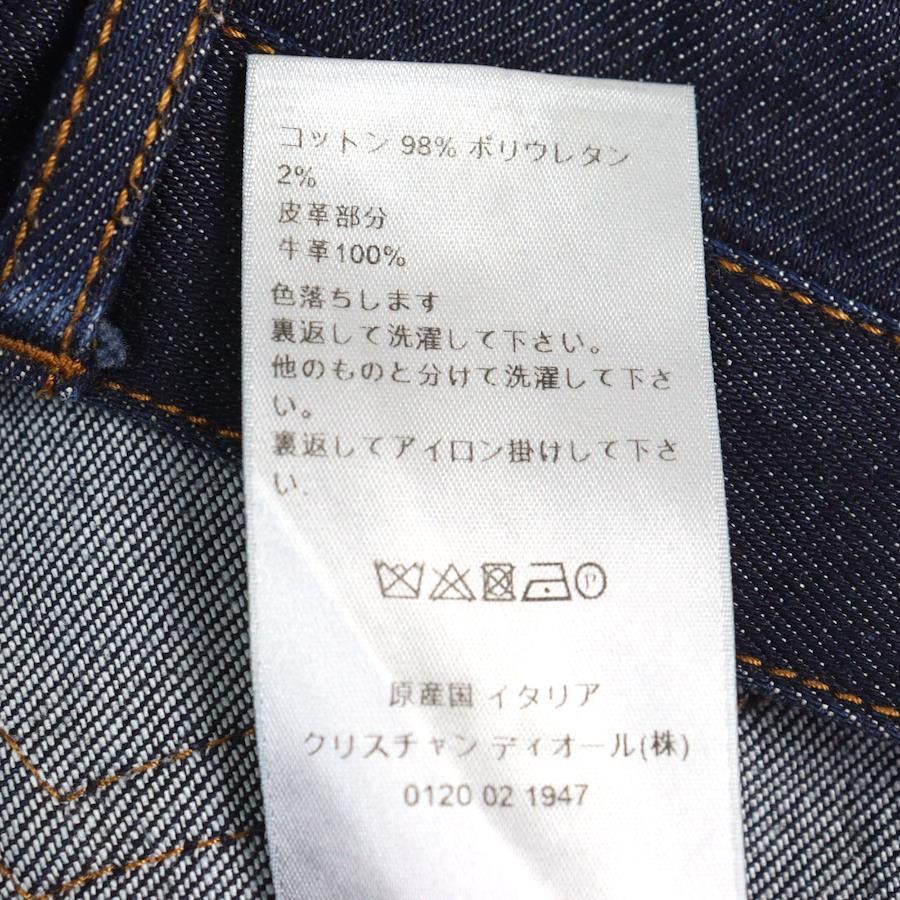 コットン 98% ポリウレタン
2%
皮革部分
牛革100%
色落ちします
裏返して洗濯して下さい。
他のものと分けて洗濯して下さ
い。
裏返してアイロン掛けして下さ
い.
P
原産国 イタリア
クリスチャン ディオール(株)
0120 02 1947